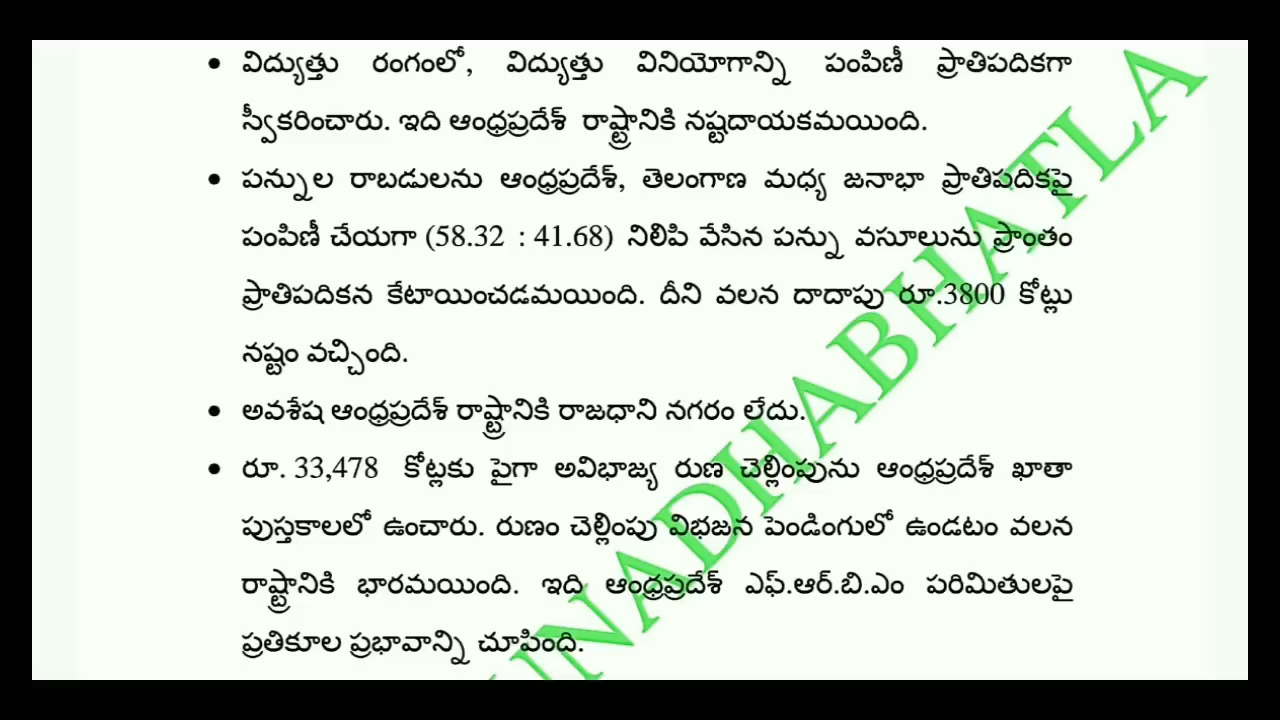 • విద్యుత్తు రంగంలో, విద్యుత్తు వినియోగాన్ని పంపిణీ ప్రాతిపదికగా
స్వీకరించారు. ఇది ఆంధ్రప్రదేశ్ రాష్ట్రానికి నష్టదాయకమయింది.
• పన్నుల రాబడులను ఆంధ్రప్రదేశ్, తెలంగాణ మధ్య జనాభా ప్రాతిపదికపై
పంపిణీ చేయగా (58.32 : 41.68) నిలిపి వేసిన పన్ను వసూలును ప్రాంతం
ప్రాతిపదికన కేటాయించడమయింది. దీని వలన దాదాపు రూ.3800 కోట్లు
నష్టం వచ్చింది.
• అవశేష ఆంధ్రప్రదేశ్ రాష్ట్రానికి రాజధాని నగరం లేదు.
• రూ. 33,478 కోట్లకు పైగా అవిభాజ్య రుణ చెల్లింపును ఆంధ్రప్రదేశ్ ఖాతా
పుస్తకాలలో ఉంచారు. రుణం చెల్లింపు విభజన పెండింగులో ఉండటం వలన
రాష్ట్రానికి భారమయింది. ఇది ఆంధ్రప్రదేశ్ ఎఫ్.ఆర్.బి.ఎం పరిమితులపై
ప్రతికూల ప్రభావాన్ని చూపింది.